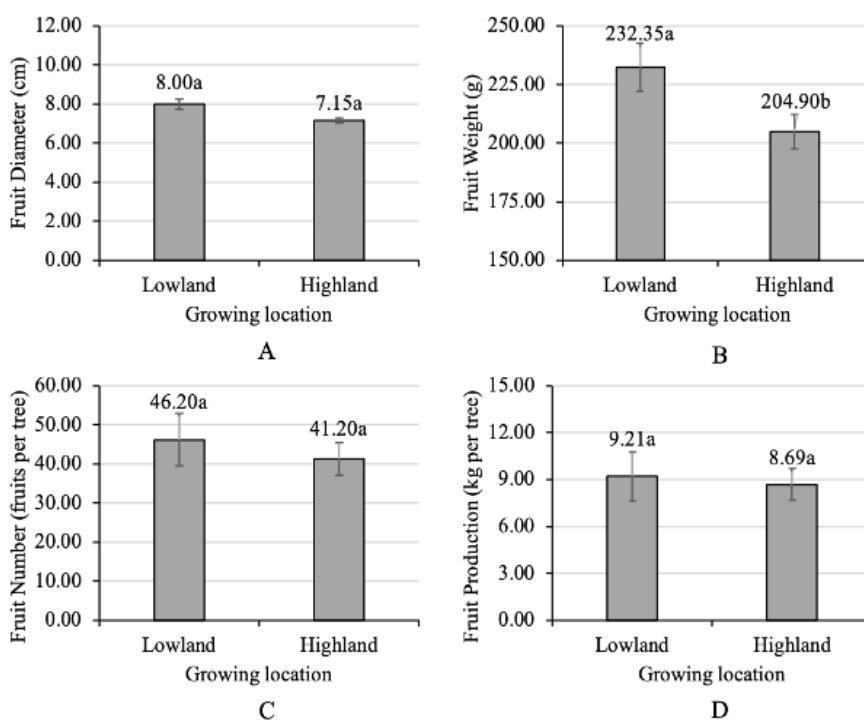 Fruit Diameter (cm)
12.00
10.00
8.00
6.00
4.00
2.00
0.00
8.00a
7.15a
Lowland
Highland
Growing location
A
Fruit Weight (g)
250.00
225.00
200.00
175.00
150.00
232.35a
204.90b
Lowland
Highland
Growing location
B
Fruit Number (fruits per tree)
60.00
50.00
40.00
30.00
20.00
10.00
0.00
46.20a
41.20a
Lowland
Highland
Growing location
C
Fruit Production (kg per tree)
15.00
12.00
9.00
6.00
3.00
0.00
9.21a
8.69a
Lowland
Highland
Growing location
D